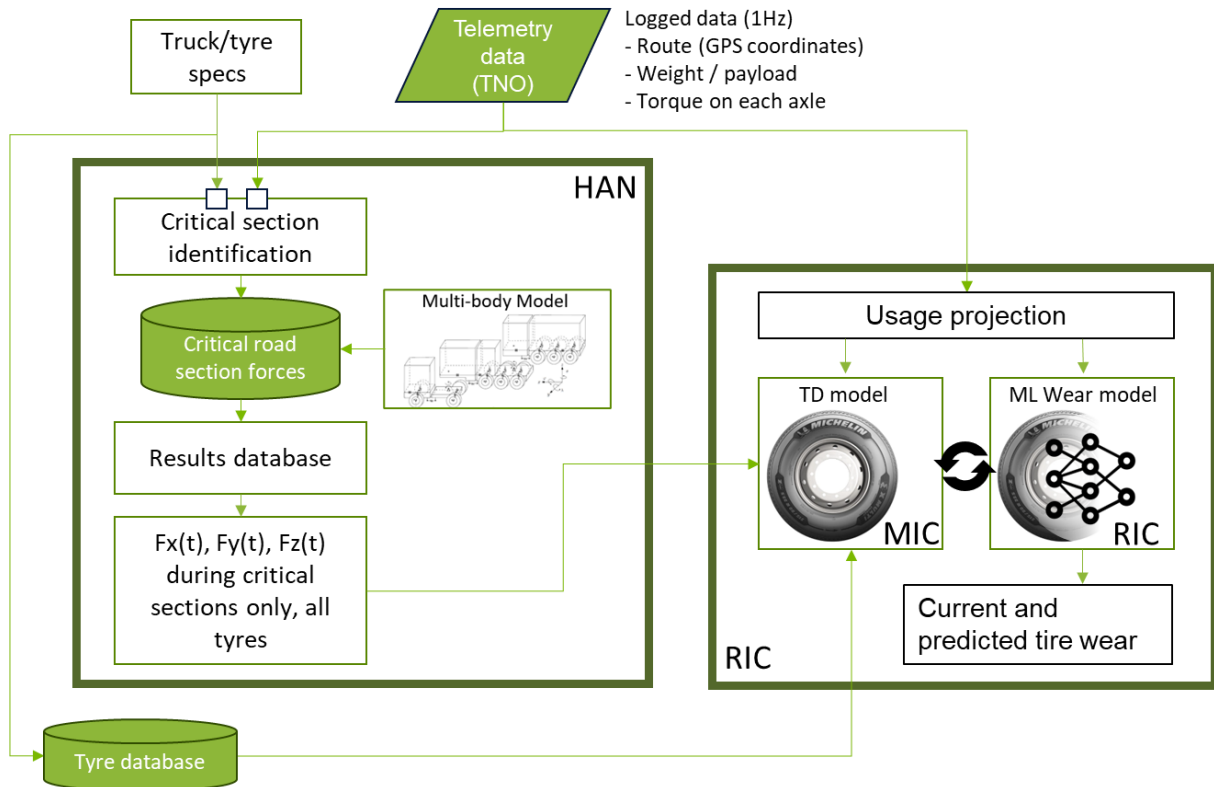 Truck/tyre
specs
Telemetry
data
(TNO)
Logged data (1Hz)
- Route (GPS coordinates)
- Weight / payload
- Torque on each axle
HAN
Critical section
identification
Critical road
section forces
Multi-body Model
Results database
Fx(t), Fy(t), Fz(t)
during critical
sections only, all
tyres
Usage projection
TD model
MICHELIN
MIC
ML Wear model
MICHELIN
RIC
Current and
predicted tire wear
RIC
Tyre database